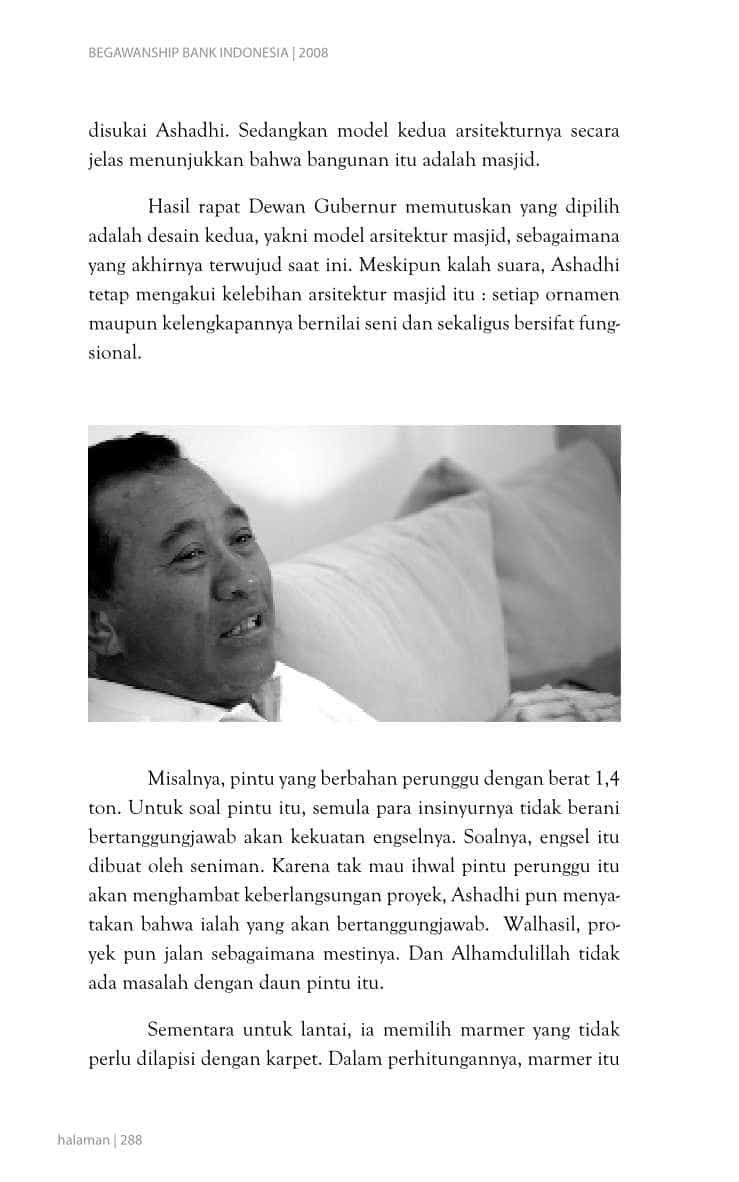 BEGAWANSHIP BANK INDONESIA | 2008
disukai Ashadhi. Sedangkan model kedua arsitekturnya secara
jelas menunjukkan bahwa bangunan itu adalah masjid.
Hasil rapat Dewan Gubernur memutuskan yang dipilih
adalah desain kedua, yakni model arsitektur masjid, sebagaimana
yang akhirnya terwujud saat ini. Meskipun kalah suara, Ashadhi
tetap mengakui kelebihan arsitektur masjid itu : setiap ornamen
maupun kelengkapannya bernilai seni dan sekaligus bersifat fung-
sional.
Misalnya, pintu yang berbahan perunggu dengan berat 1,4
ton. Untuk soal pintu itu, semula para insinyurnya tidak berani
bertanggungjawab akan kekuatan engselnya. Soalnya, engsel itu
dibuat oleh seniman. Karena tak mau ihwal pintu perunggu itu
akan menghambat keberlangsungan proyek, Ashadhi pun menya-
takan bahwa ialah yang akan bertanggungjawab.  Walhasil, pro-
yek pun jalan sebagaimana mestinya. Dan Alhamdulillah tidak
ada masalah dengan daun pintu itu.
Sementara untuk lantai, ia memilih marmer yang tidak
perlu dilapisi dengan karpet. Dalam perhitungannya, marmer itu
halaman | 288